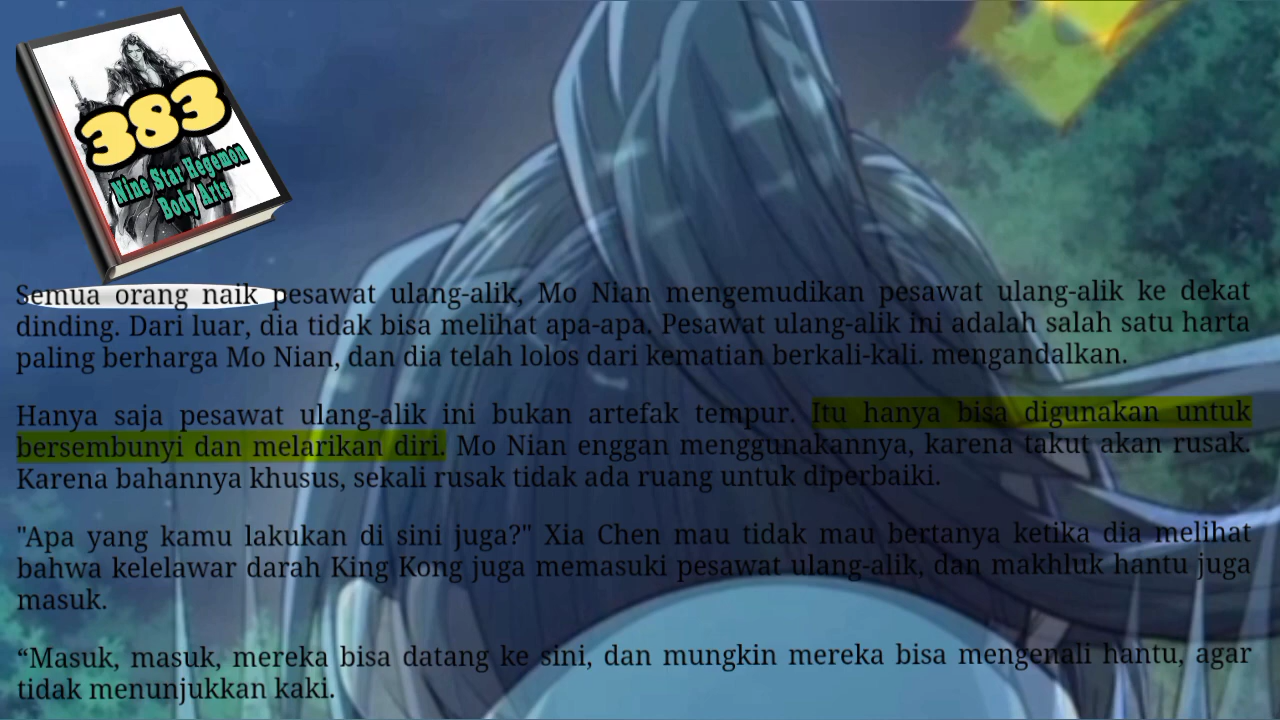 383
Nine Star Hegemon
Body Arts
Semua orang naik pesawat ulang-alik, Mo Nian mengemudikan pesawat ulang-alik ke dekat
dinding. Dari luar, dia tidak bisa melihat apa-apa. Pesawat ulang-alik ini adalah salah satu harta
paling berharga Mo Nian, dan dia telah lolos dari kematian berkali-kali. mengandalkan.
Hanya saja pesawat ulang-alik ini bukan artefak tempur. Itu hanya bisa digunakan untuk
bersembunyi dan melarikan diri. Mo Nian enggan menggunakannya, karena takut akan rusak.
Karena bahannya khusus, sekali rusak tidak ada ruang untuk diperbaiki.
"Apa yang kamu lakukan di sini juga?" Xia Chen mau tidak mau bertanya ketika dia melihat
bahwa kelelawar darah King Kong juga memasuki pesawat ulang-alik, dan makhluk hantu juga
masuk.
“Masuk, masuk, mereka bisa datang ke sini, dan mungkin mereka bisa mengenali hantu, agar
tidak menunjukkan kaki.